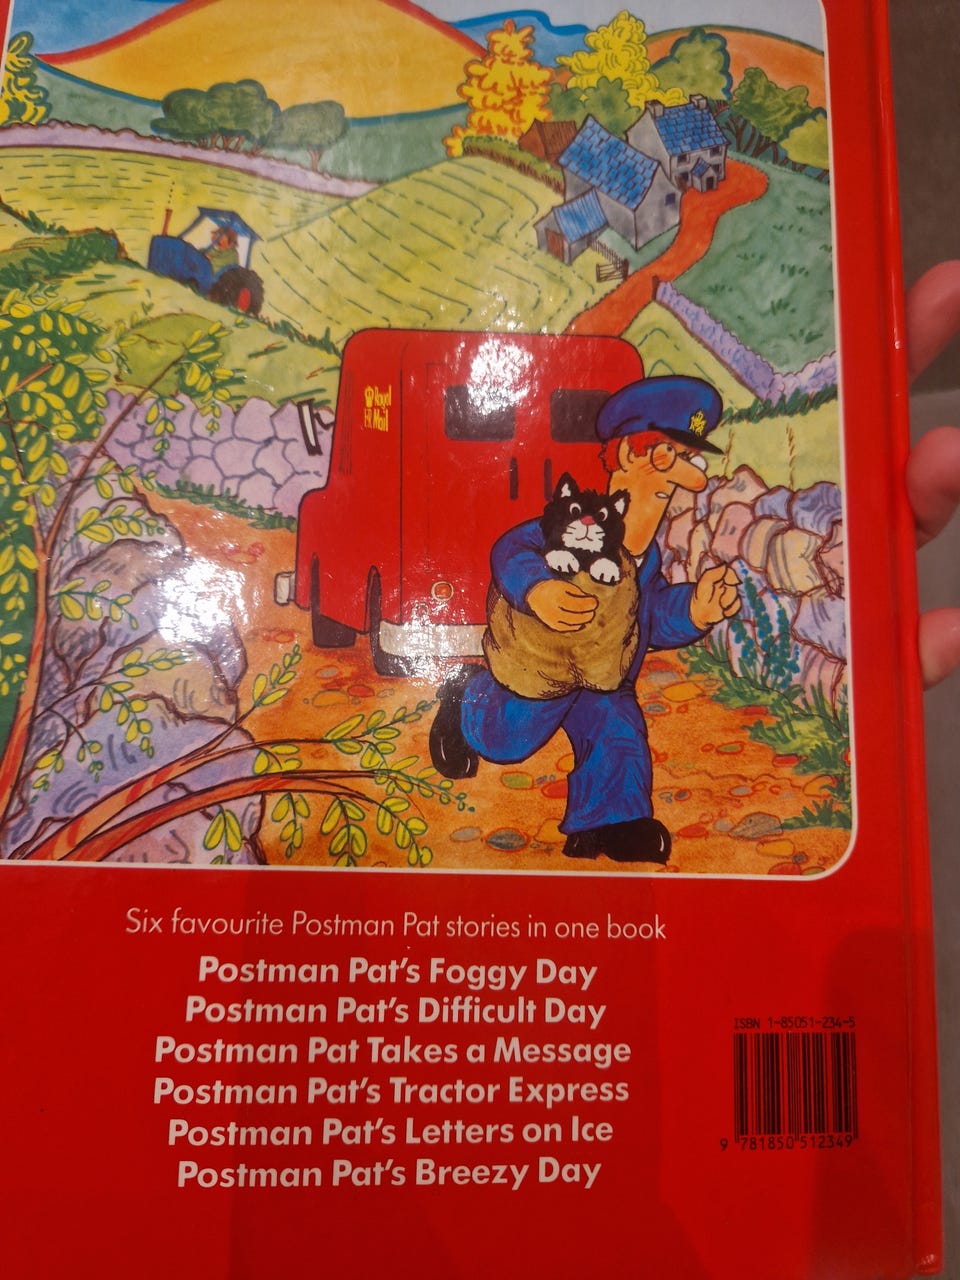 Royal
Mail
Six favourite Postman Pat stories in one book
Postman Pat's Foggy Day
Postman Pat's Difficult Day
Postman Pat Takes a Message
Postman Pat's Tractor Express
Postman Pat's Letters on Ice
Postman Pat's Breezy Day
ISBN 1-85051-234-5
9 781850 512349